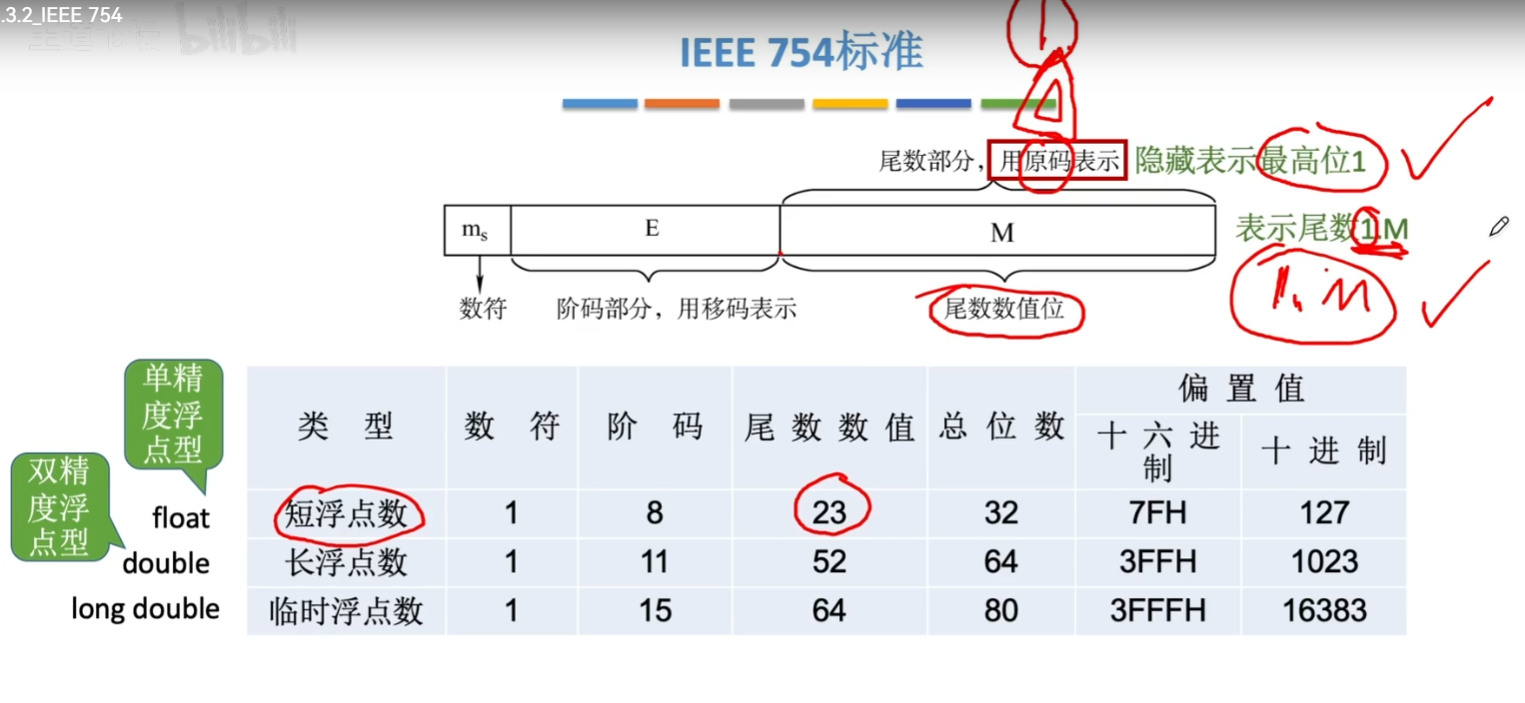 .3.2_IEEE 754
bilibili
IEEE 754标准
1
尾数部分，用原码表示 隐藏表示最高位1
ms E M 表示尾数1.M
1.M
数符 阶码部分，用移码表示 尾数数值位
单精
度浮
点型
双精
度浮
点型
类 型 数 符 阶 码 尾 数 数 值 总 位 数 偏 置 值
十 六 进
制
十 进 制
float 短浮点数 1 8 23 32 7FH 127
double 长浮点数 1 11 52 64 3FFH 1023
long double 临时浮点数 1 15 64 80 3FFFH 16383